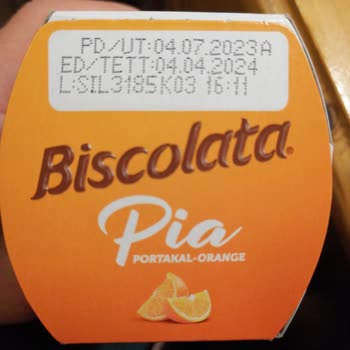 PD/UT:04.07.2023A
ED/TETT:04.04.2024
L:SIL3185K03 16:11
Biscolata®
Pia
PORTAKAL-ORANGE